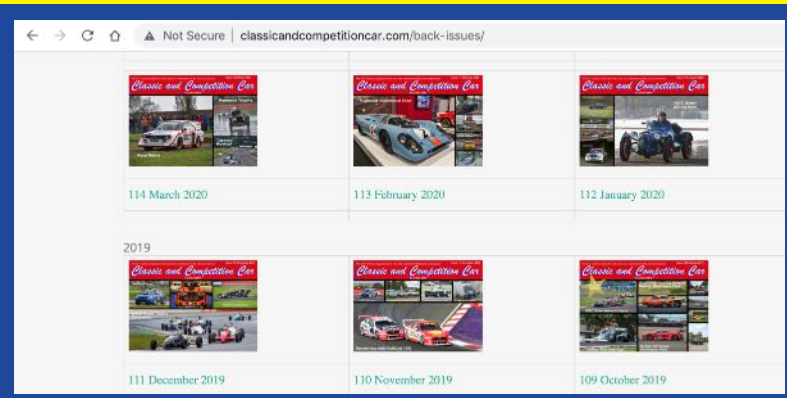 Not Secure | classicandcompetitioncar.com/back-issues/
Classic and Competition Car
Classic and Competition Car
Classic and Competition Car
114 March 2020
113 February 2020
112 January 2020
2019
Classic and Competition Car
Classic and Competition Car
Classic and Competition Car
111 December 2019
110 November 2019
109 October 2019